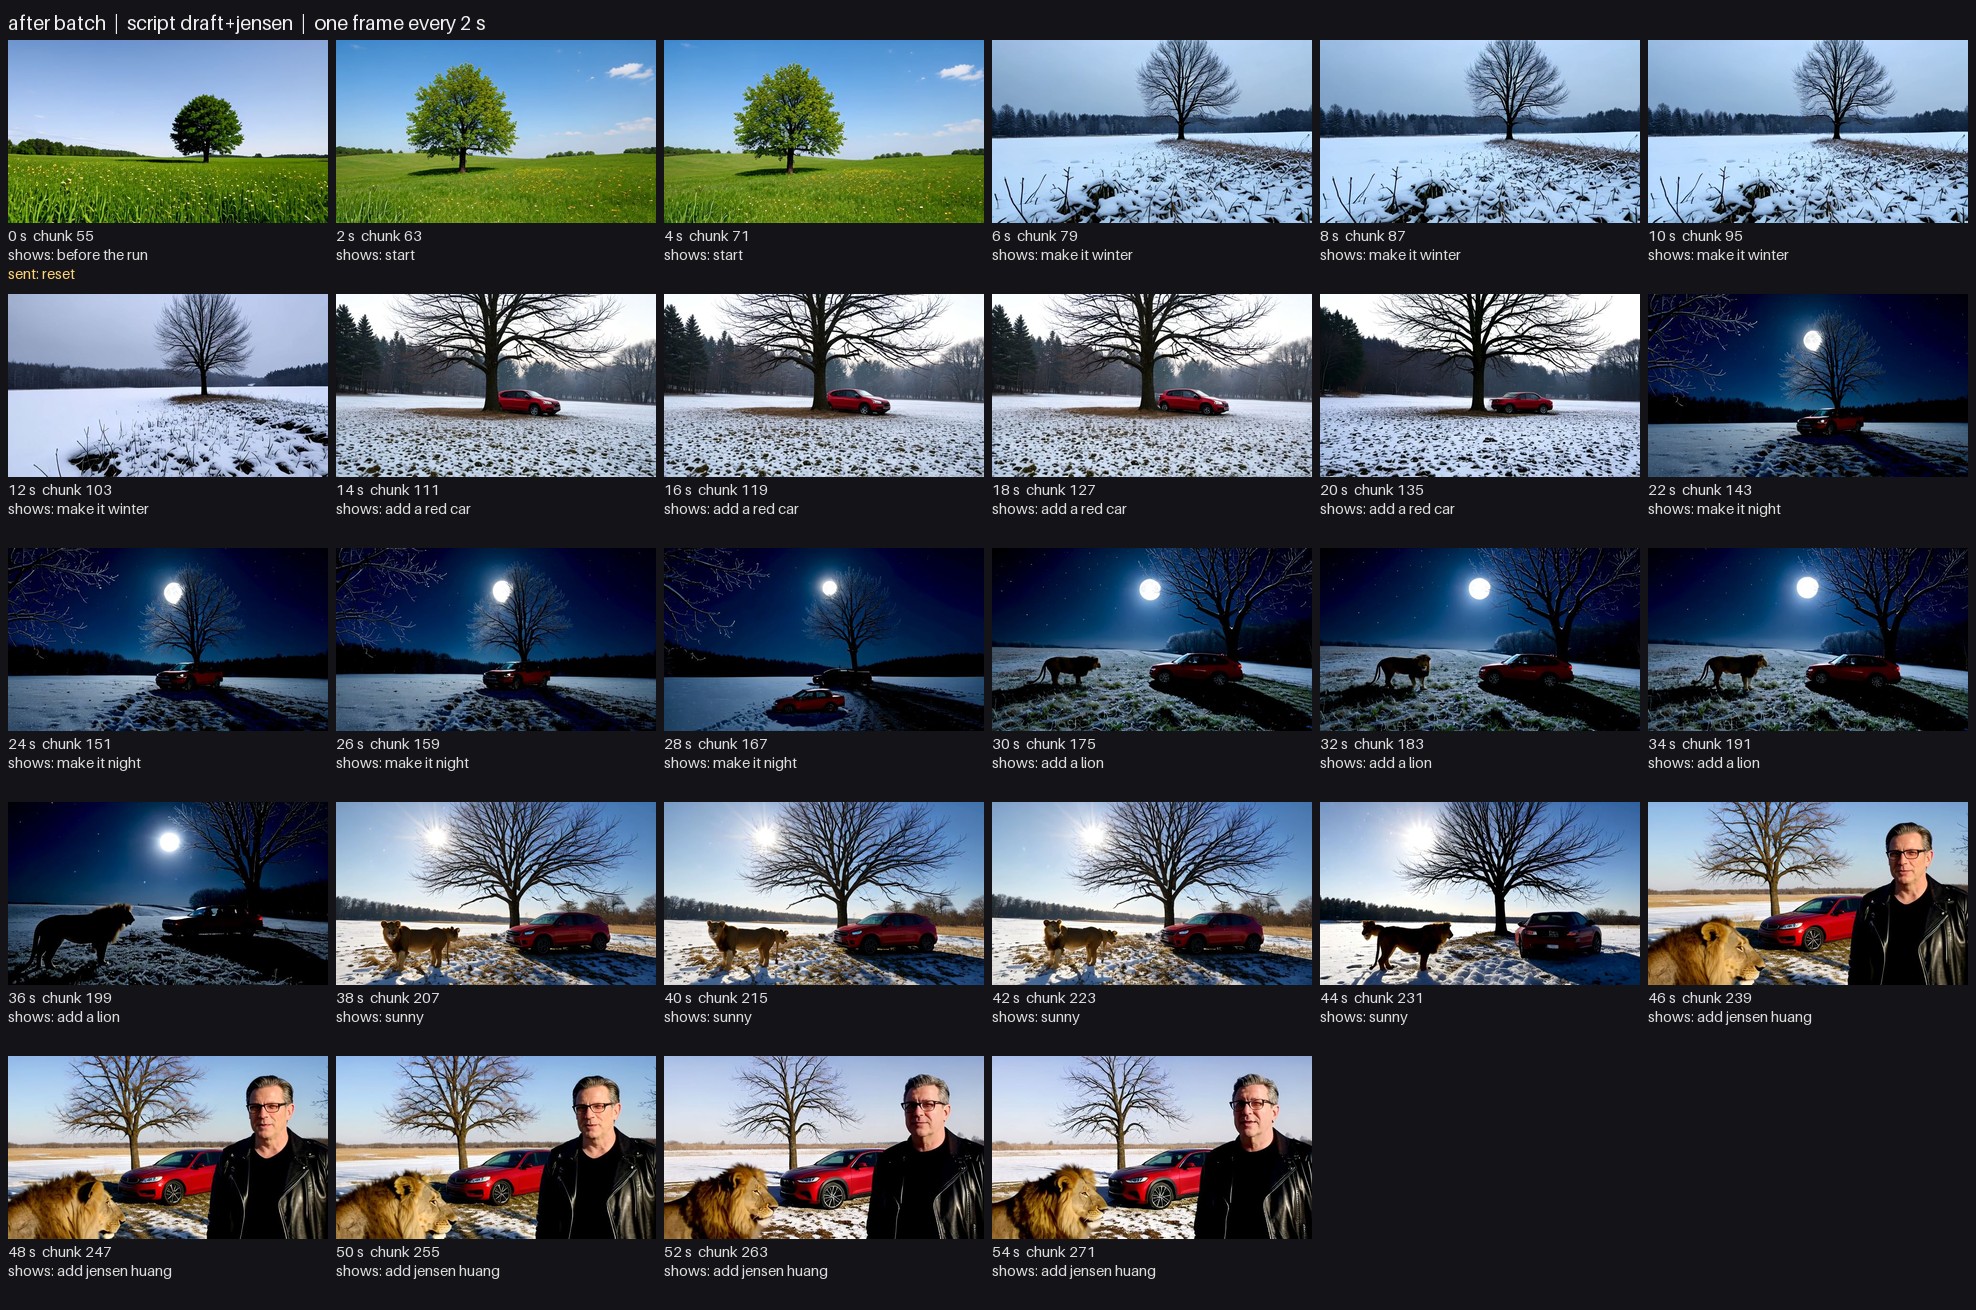 after batch | script draft+jensen | one frame every 2 s
0 s chunk 55
shows: before the run
sent: reset
2 s chunk 63
shows: start
4 s chunk 71
shows: start
6 s chunk 79
shows: make it winter
8 s chunk 87
shows: make it winter
10 s chunk 95
shows: make it winter
12 s chunk 103
shows: make it winter
14 s chunk 111
shows: add a red car
16 s chunk 119
shows: add a red car
18 s chunk 127
shows: add a red car
20 s chunk 135
shows: add a red car
22 s chunk 143
shows: make it night
24 s chunk 151
shows: make it night
26 s chunk 159
shows: make it night
28 s chunk 167
shows: make it night
30 s chunk 175
shows: add a lion
32 s chunk 183
shows: add a lion
34 s chunk 191
shows: add a lion
36 s chunk 199
shows: add a lion
38 s chunk 207
shows: sunny
40 s chunk 215
shows: sunny
42 s chunk 223
shows: sunny
44 s chunk 231
shows: sunny
46 s chunk 239
shows: add jensen huang
48 s chunk 247
shows: add jensen huang
50 s chunk 255
shows: add jensen huang
52 s chunk 263
shows: add jensen huang
54 s chunk 271
shows: add jensen huang